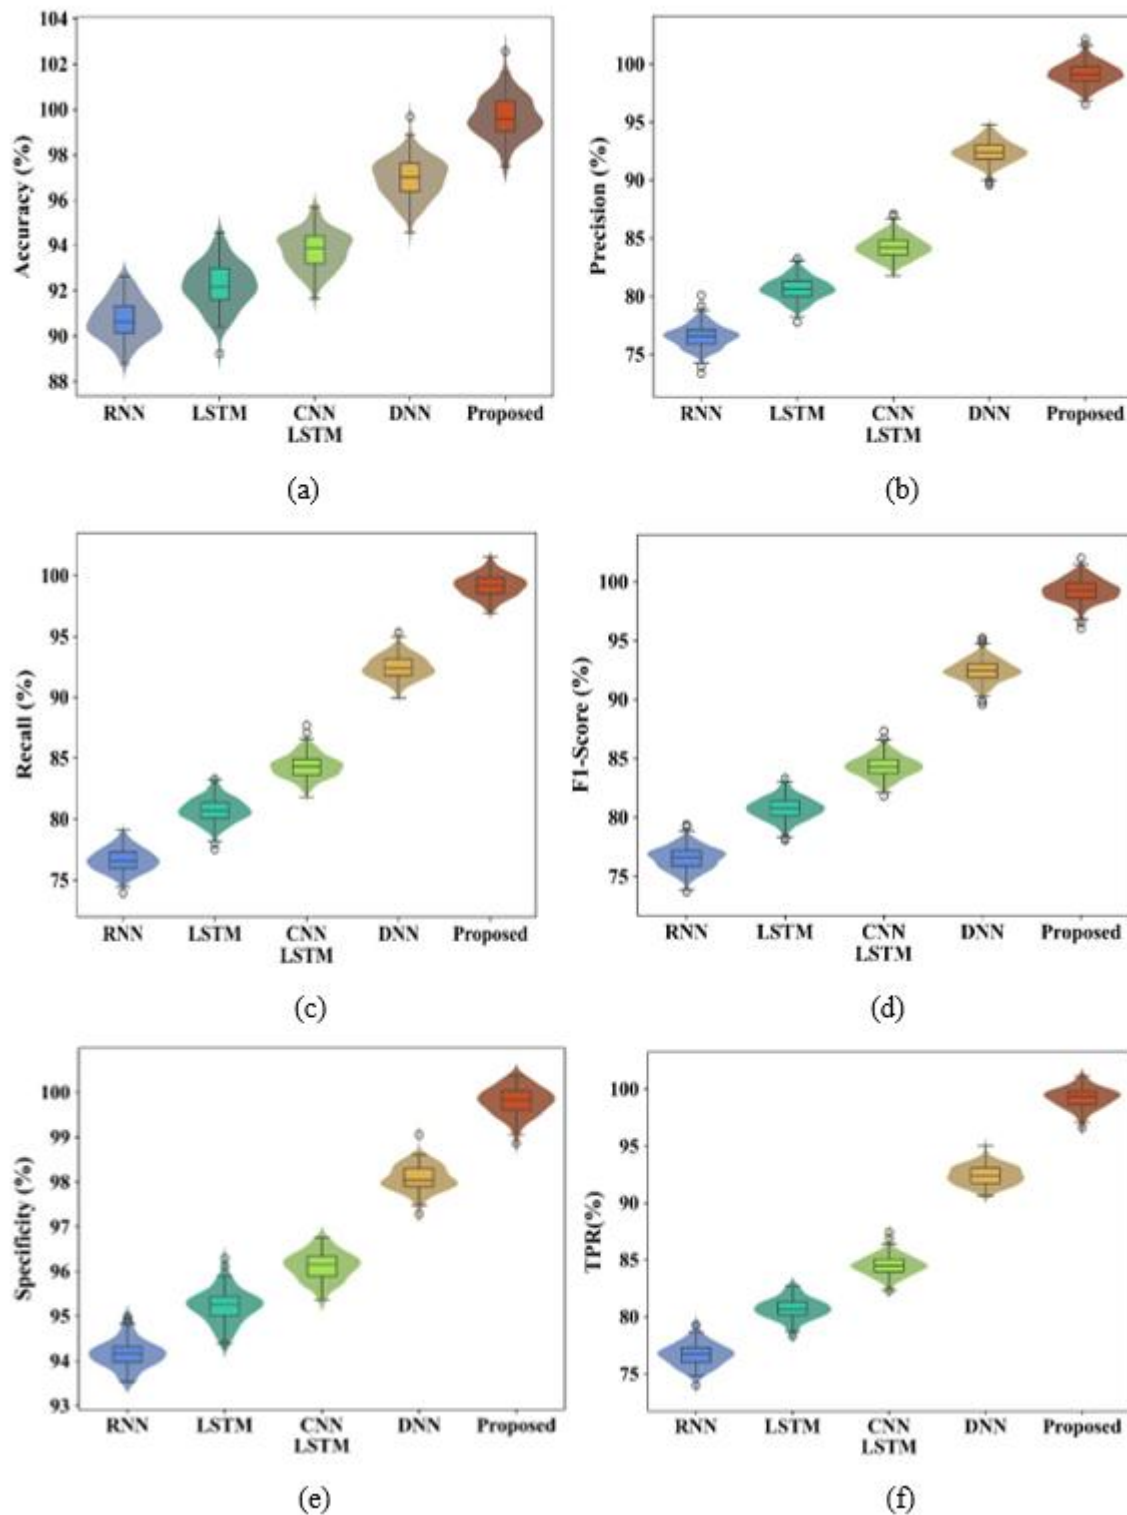 104
102
100
98
96
94
92
90
88
Accuracy (%)
RNN LSTM CNN DNN Proposed
LSTM
(a)
100
95
90
85
80
75
Precision (%)
RNN LSTM CNN DNN Proposed
LSTM
(b)
100
95
90
85
80
75
Recall (%)
RNN LSTM CNN DNN Proposed
LSTM
(c)
100
95
90
85
80
75
F1-Score (%)
RNN LSTM CNN DNN Proposed
LSTM
(d)
100
99
98
97
96
95
94
93
Specificity (%)
RNN LSTM CNN DNN Proposed
LSTM
(e)
100
95
90
85
80
75
TPR(%)
RNN LSTM CNN DNN Proposed
LSTM
(f)